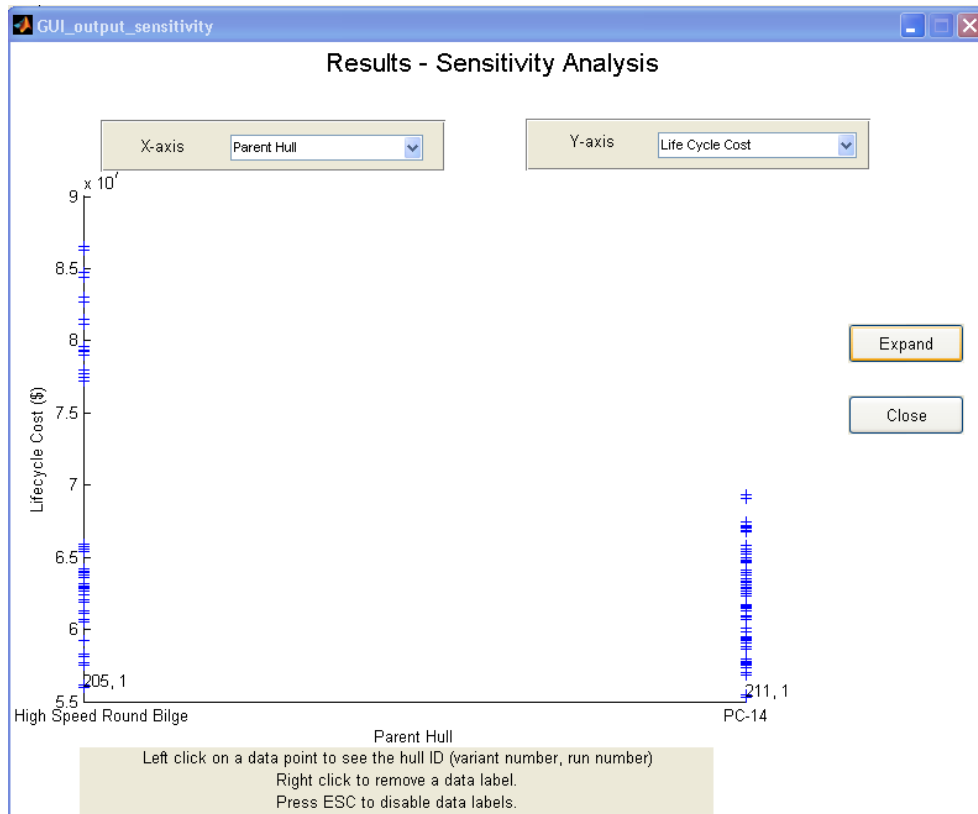 GUI_output_sensitivity
Results - Sensitivity Analysis
X-axis
Parent Hull
Y-axis
Life Cycle Cost
x 10⁷
9
8.5
8
7.5
7
6.5
6
5.5
Lifecycle Cost ($)
Expand
Close
205, 1
211, 1
High Speed Round Bilge
PC-14
Parent Hull
Left click on a data point to see the hull ID (variant number, run number)
Right click to remove a data label.
Press ESC to disable data labels.